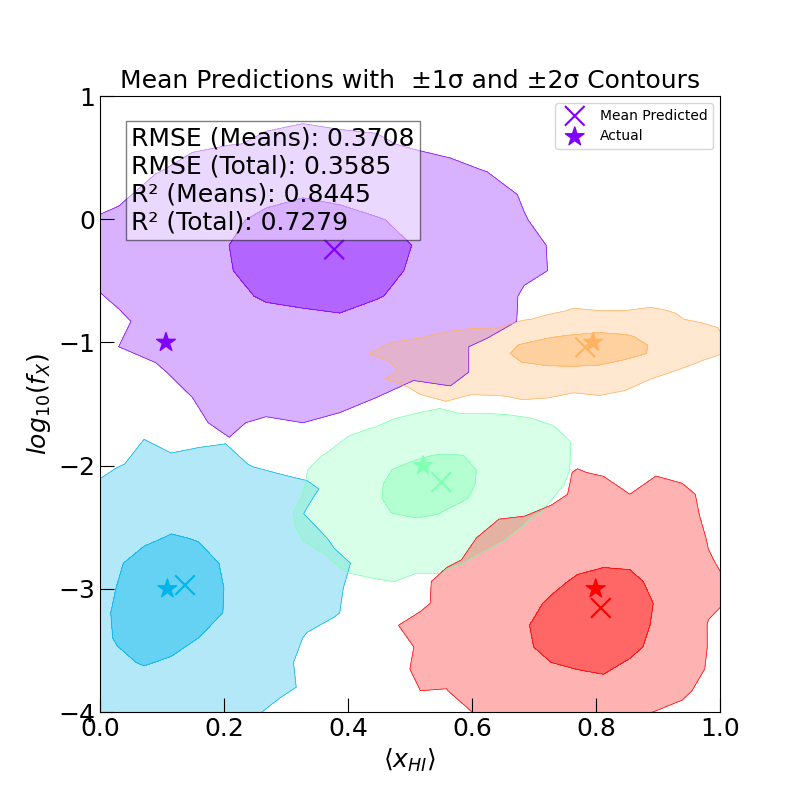 Mean Predictions with ±1σ and ±2σ Contours
RMSE (Means): 0.3708
RMSE (Total): 0.3585
R² (Means): 0.8445
R² (Total): 0.7279
Mean Predicted
Actual
1
0
−1
−2
−3
−4
log₁₀(f_X)
0.0 0.2 0.4 0.6 0.8 1.0
⟨x_HI⟩